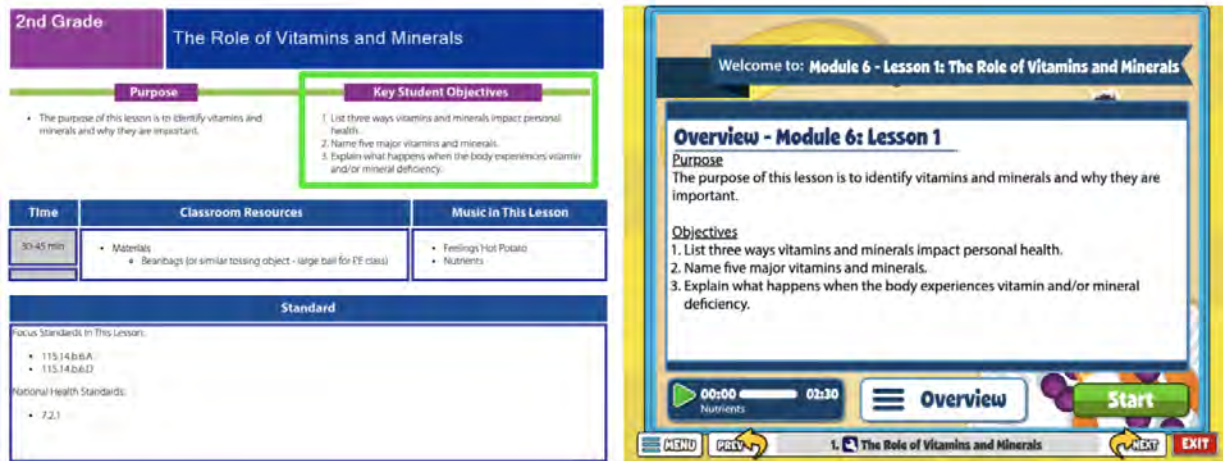 2nd Grade
The Role of Vitamins and Minerals
Purpose
• The purpose of this lesson is to identify vitamins and
minerals and why they are important.
Key Student Objectives
1. List three ways vitamins and minerals impact personal
health.
2. Name five major vitamins and minerals.
3. Explain what happens when the body experiences vitamin
and/or mineral deficiency.
Time
Classroom Resources
Music in This Lesson
30-45 min
• Materials
• Beanbags (or similar tossing object - large ball for PE class)
• Feelings Hot Potato
• Nutrients
Standard
Focus Standards In This Lesson:
• 115.14.b.6.A
• 115.14.b.6.D
National Health Standards:
• 7.2.1
Welcome to: Module 6 - Lesson 1: The Role of Vitamins and Minerals
Overview - Module 6: Lesson 1
Purpose
The purpose of this lesson is to identify vitamins and minerals and why they are
important.
Objectives
1. List three ways vitamins and minerals impact personal health.
2. Name five major vitamins and minerals.
3. Explain what happens when the body experiences vitamin and/or mineral
deficiency.
00:00 02:30
Nutrients
Overview
Start
MENU
PREV
1. The Role of Vitamins and Minerals
NEXT
EXIT